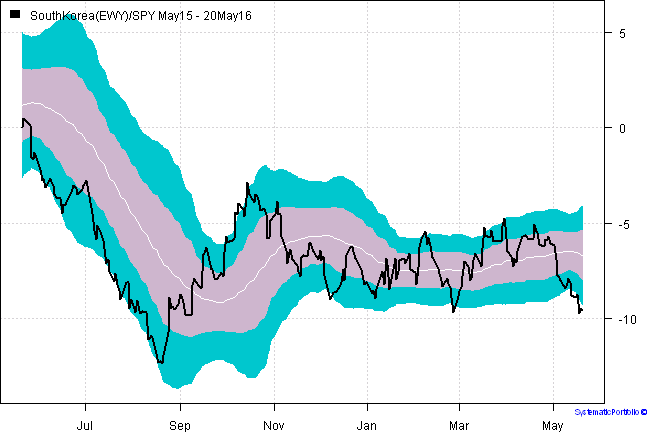 SouthKorea(EWY)/SPY May15 - 20May16
5
0
-5
-10
Jul Sep Nov Jan Mar May
SystematicPortfolio ©